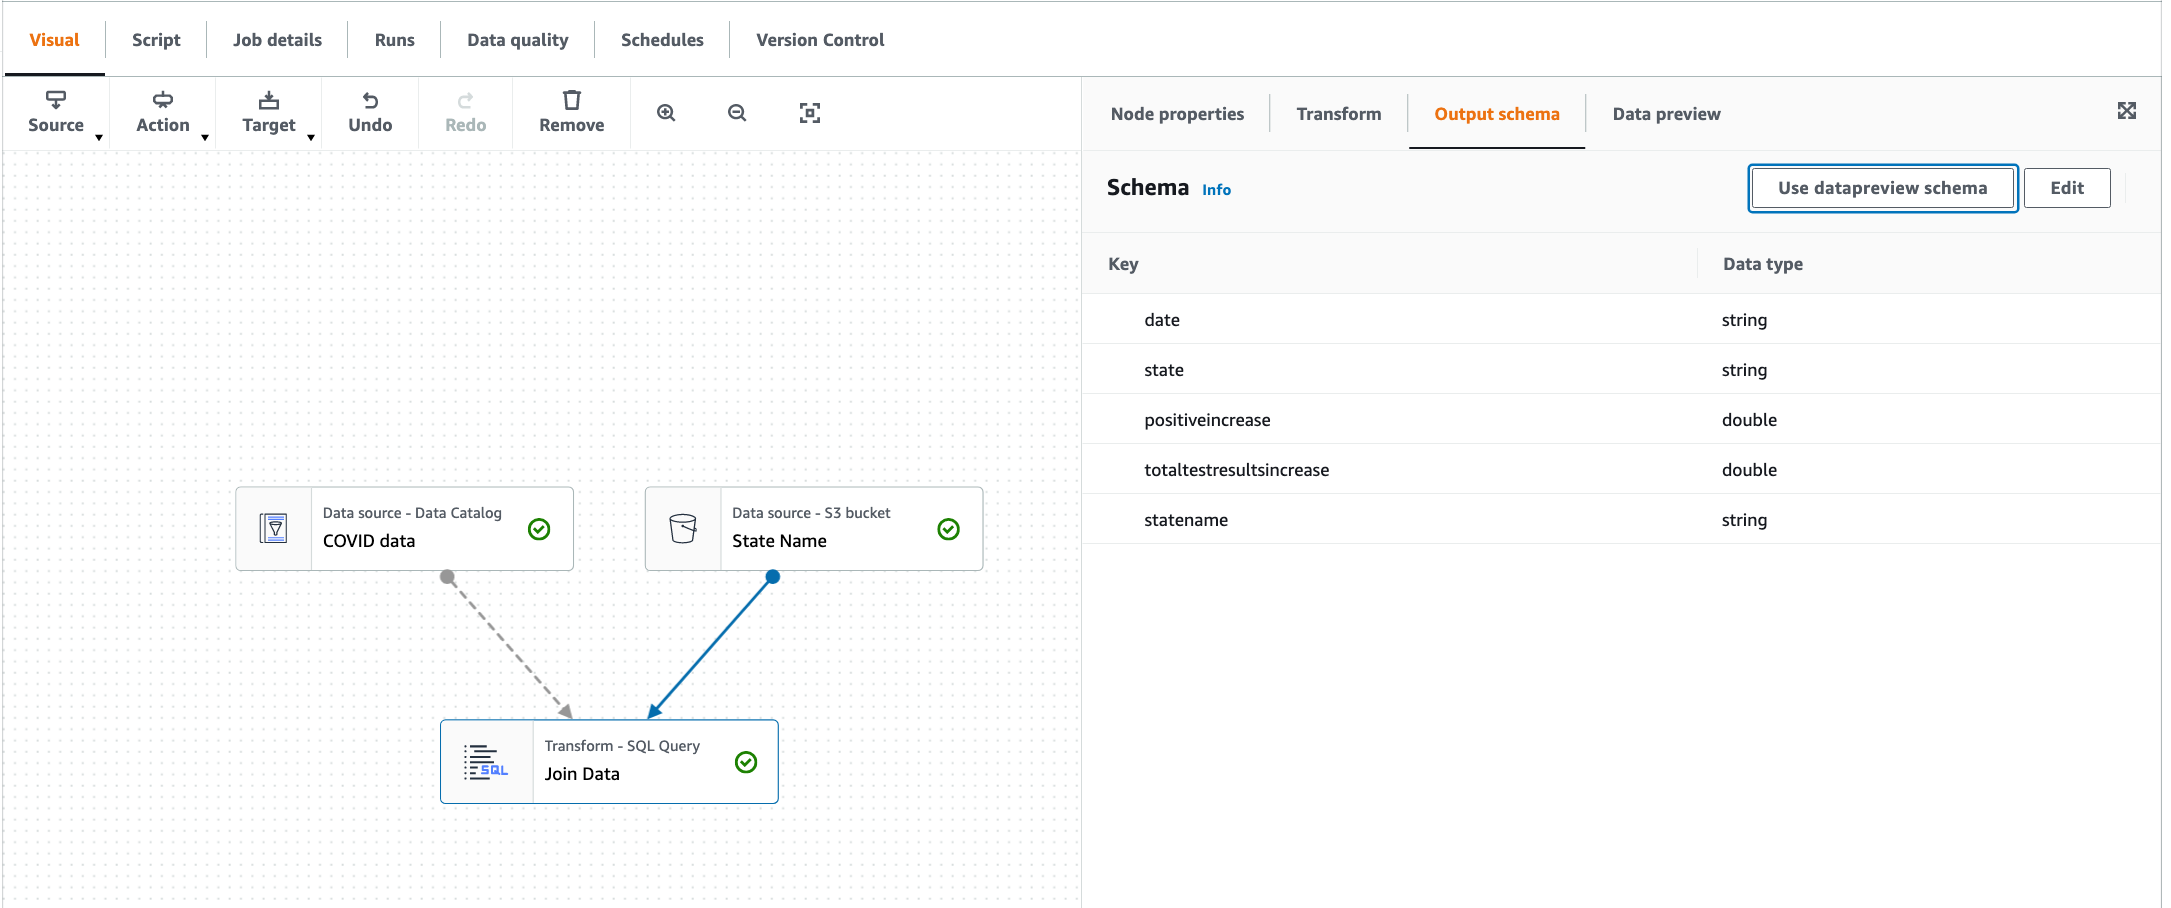 Visual Script Job details Runs Data quality Schedules Version Control
Source Action Target Undo Redo Remove
Node properties Transform Output schema Data preview
Schema Info Use datapreview schema Edit
Key Data type
date string
state string
positiveincrease double
totaltestresultsincrease double
statename string
Data source - Data Catalog
COVID data
Data source - S3 bucket
State Name
SQL
Transform - SQL Query
Join Data